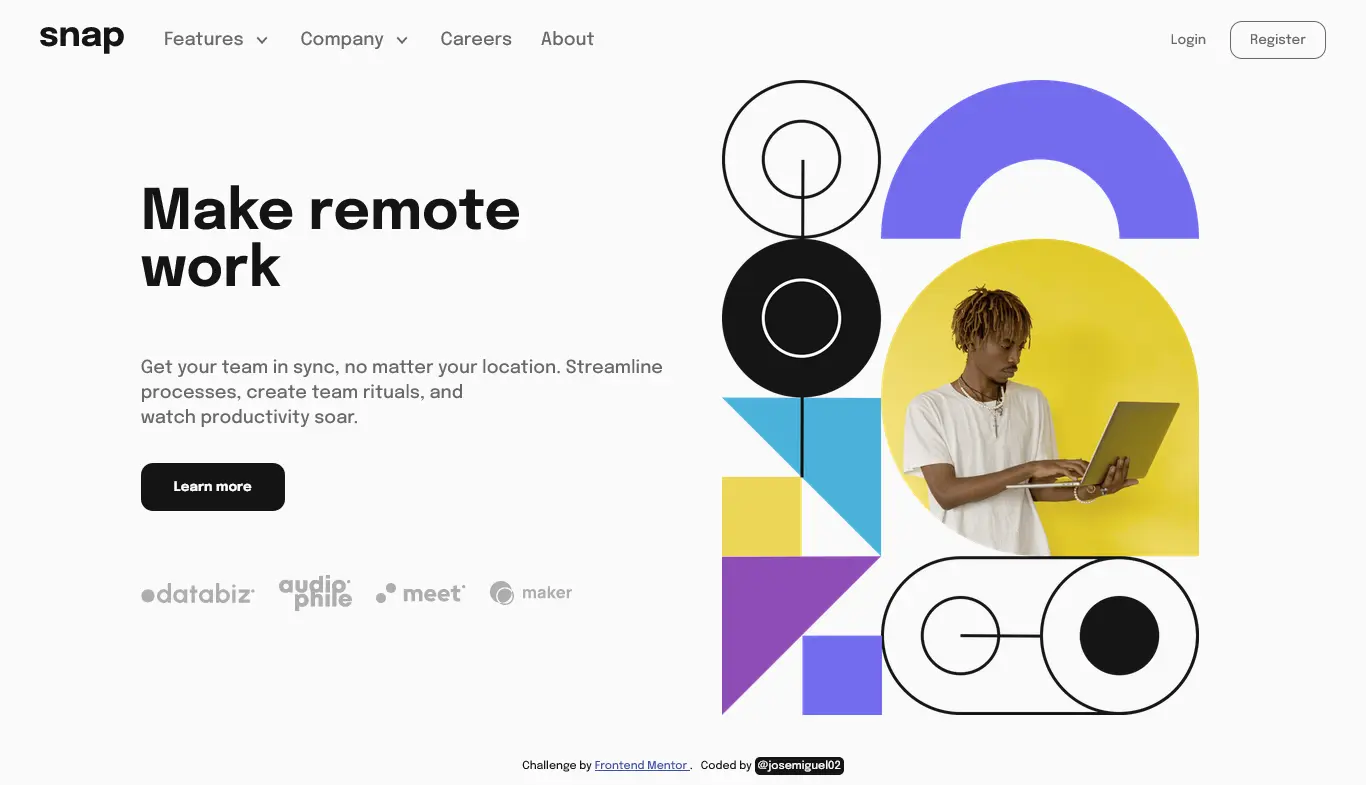 snap
Features
Company
Careers
About
Login
Register
Make remote
work
Get your team in sync, no matter your location. Streamline
processes, create team rituals, and
watch productivity soar.
Learn more
databiz
audio
phile
meet
maker
Challenge by Frontend Mentor . Coded by @josemiguel02